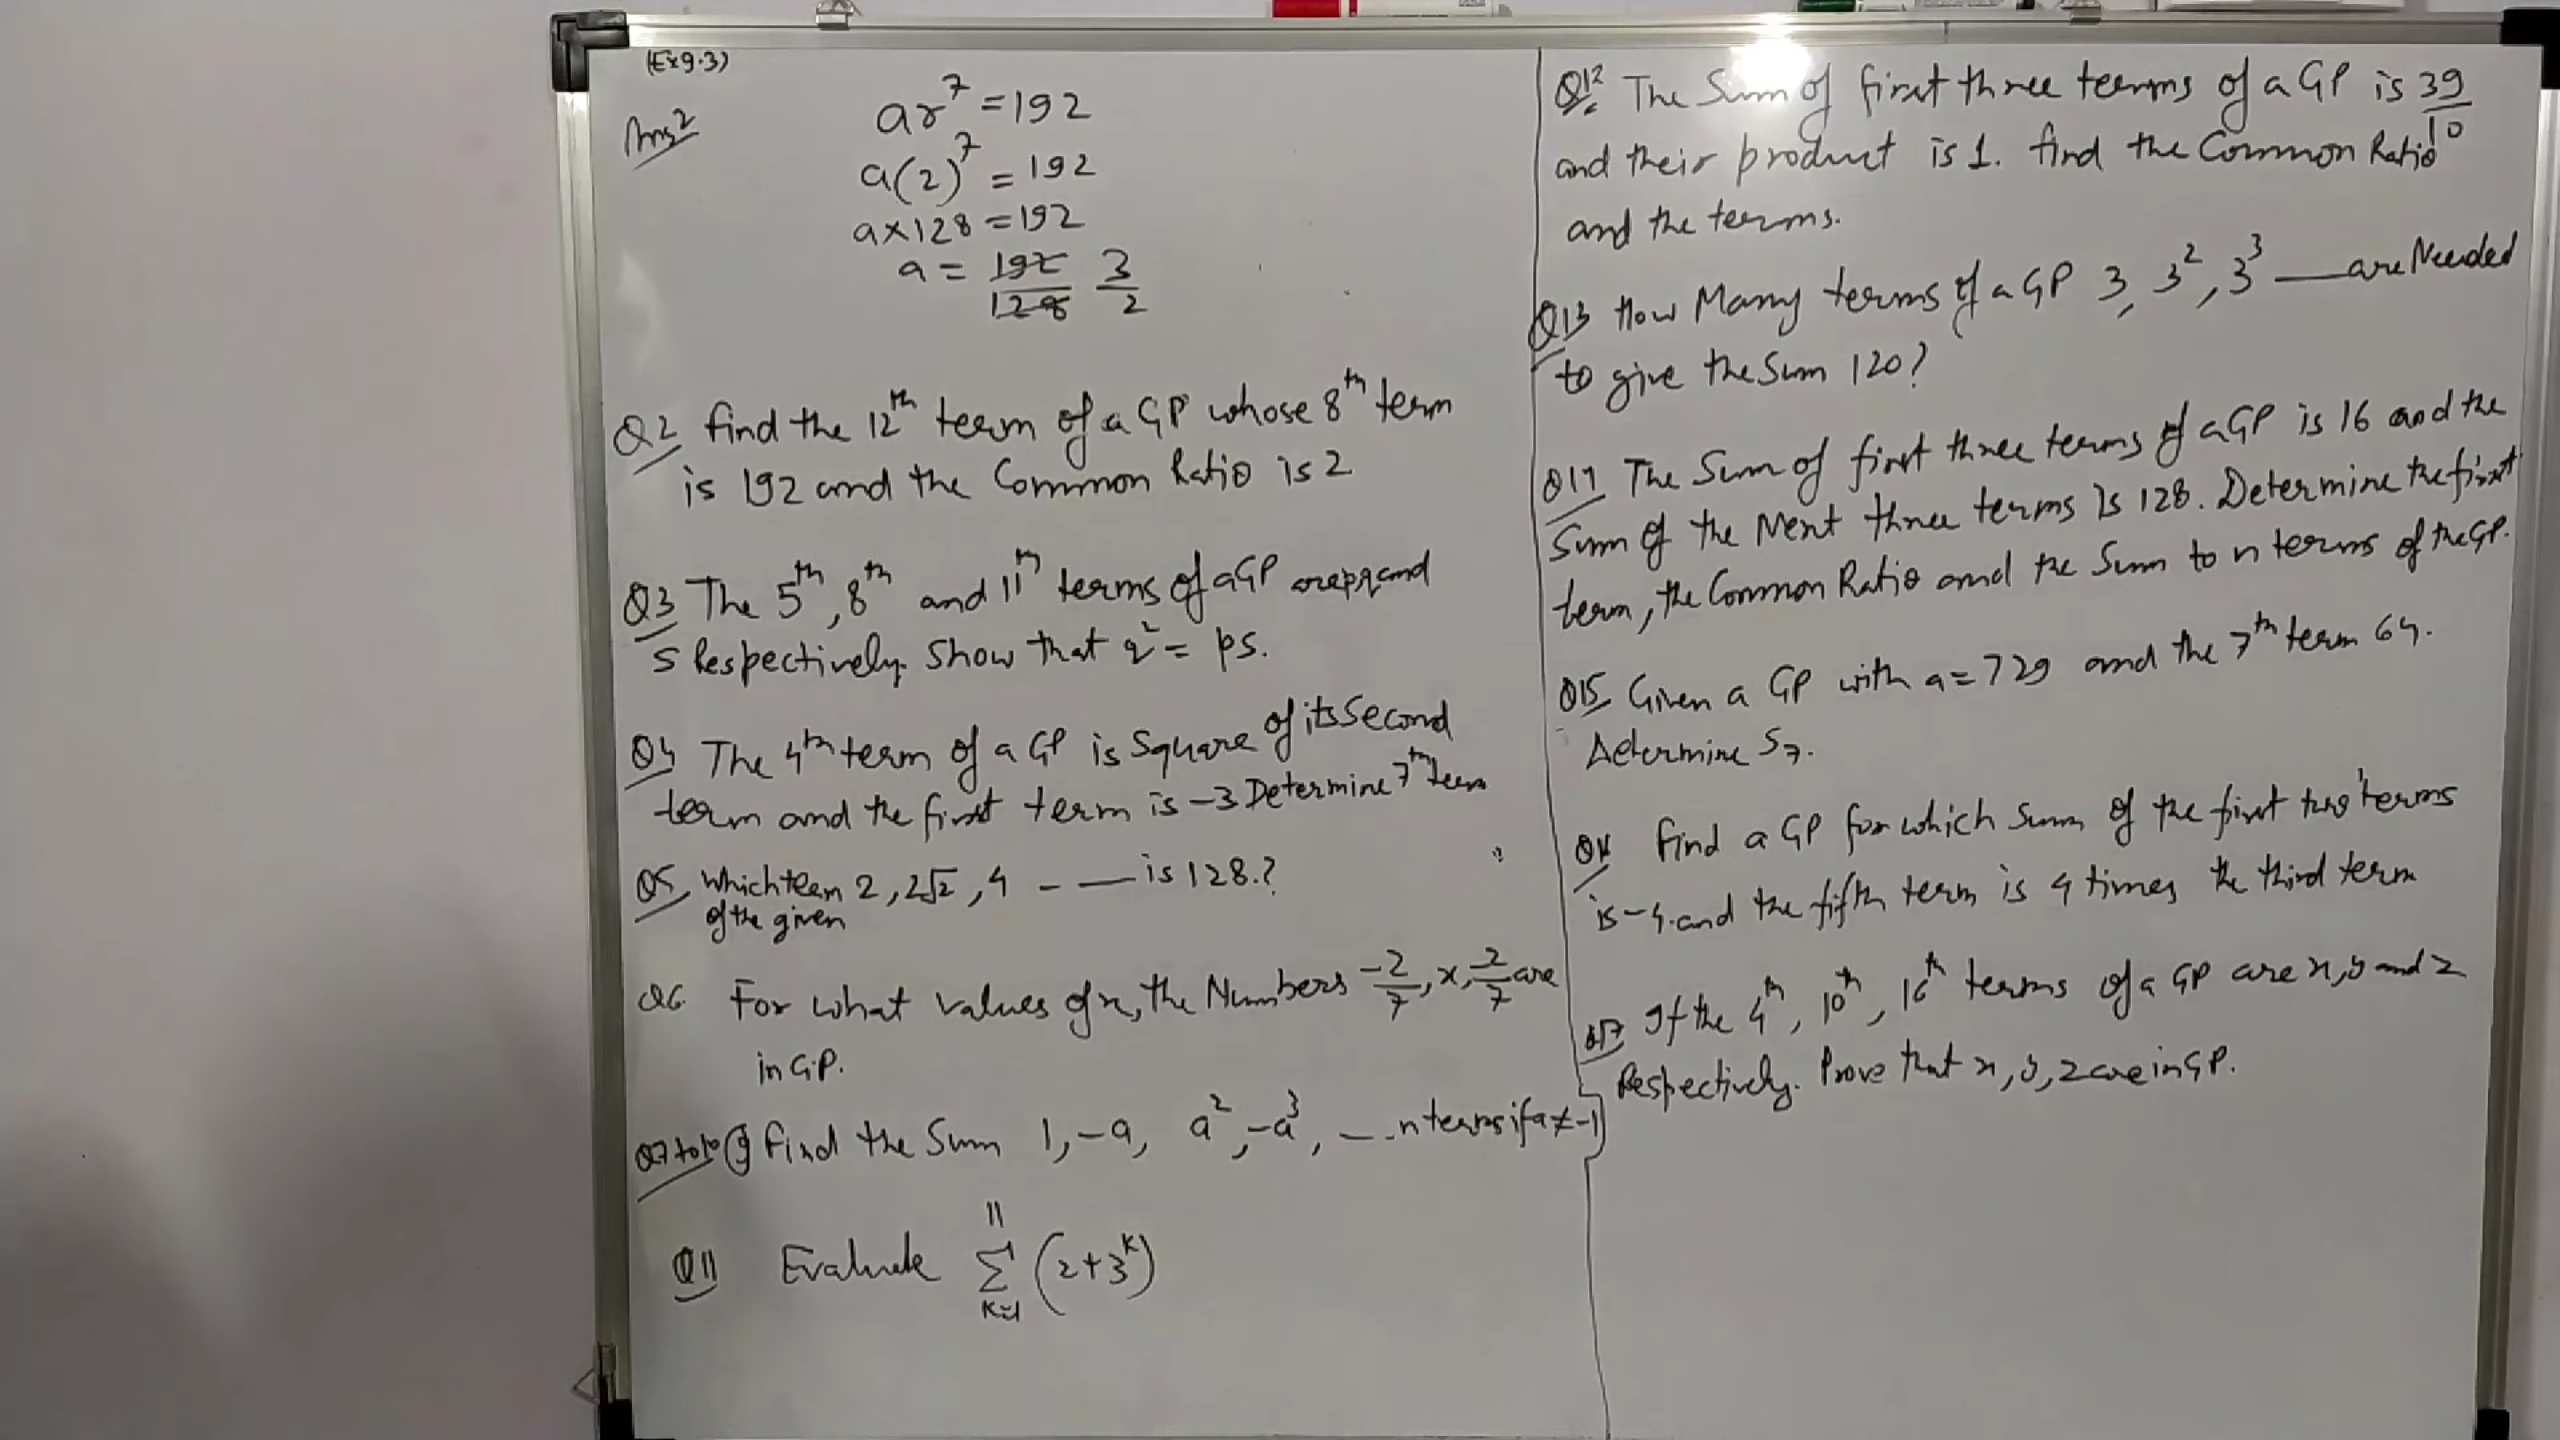 (Ex 9.3)
Ans 2
ar⁷ = 192
a(2)⁷ = 192
a×128 = 192
a = 192/128 3/2
Q2 find the 12th term of a GP whose 8th term
is 192 and the Common Ratio is 2
Q3 The 5th, 8th and 11th terms of a GP are p, q and
s Respectively. Show that q² = ps.
Q4 The 4th term of a GP is Square of its Second
term and the first term is -3 Determine 7th term
Q5 which term 2, 2√2, 4 - — is 128.?
of the given
Q6 For what values of x, the Numbers -2/7, x, -2/7 are
in G.P.
Q7 to 10 (9) find the Sum 1, -a, a², -a³, — .. n terms if a ≠ -1)
Q11 Evaluate 11 Σ k=1 (2+3^k)
Q12 The Sum of first three terms of a GP is 39/10
and their product is 1. find the Common Ratio
and the terms.
Q13 How Many terms of a GP 3, 3², 3³ — are Needed
to give the Sum 120?
Q14 The Sum of first three terms of a GP is 16 and the
Sum of the Next three terms is 128. Determine the first
term, the Common Ratio and the Sum to n terms of the GP.
Q15 Given a GP with a = 729 and the 7th term 64.
Determine S7.
Find a GP for which Sum of the first two terms
is -4. and the fifth term is 4 times the third term
Q17 If the 4th, 10th, 16th terms of a GP are x, y and z
Respectively. Prove that x, y, z are in GP.